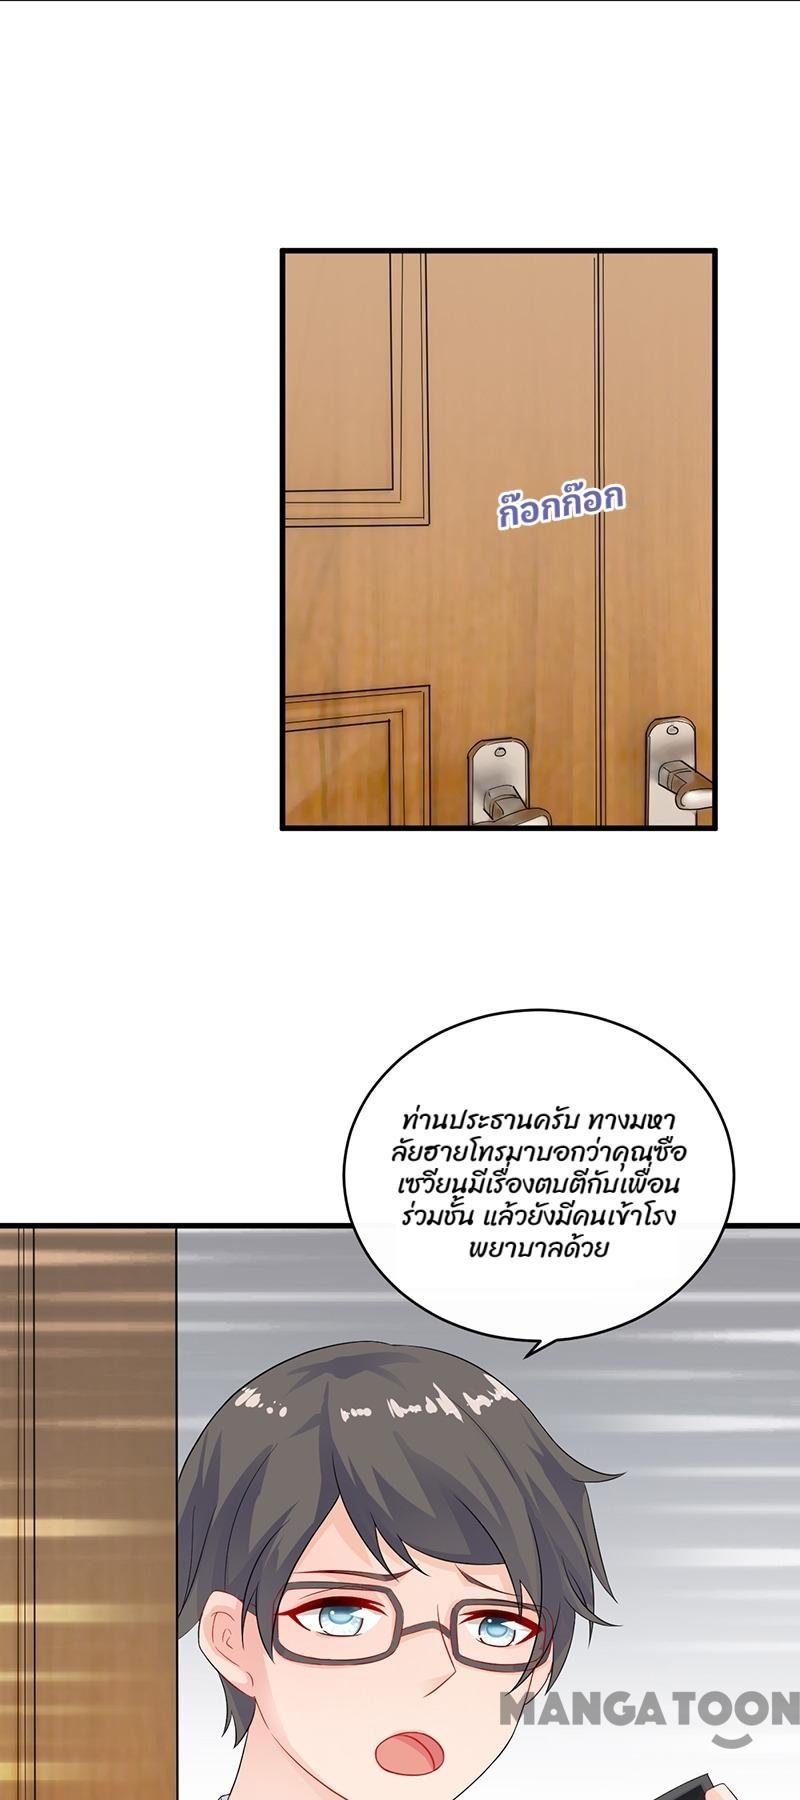 ก๊อกก๊อก
ท่านประธานครับ ทางมหา
ลัยฮายโทรมาบอกว่าคุณซือ
เซวียนมีเรื่องตบตีกับเพื่อน
ร่วมชั้น แล้วยังมีคนเข้าโรง
พยาบาลด้วย
MANGATOON